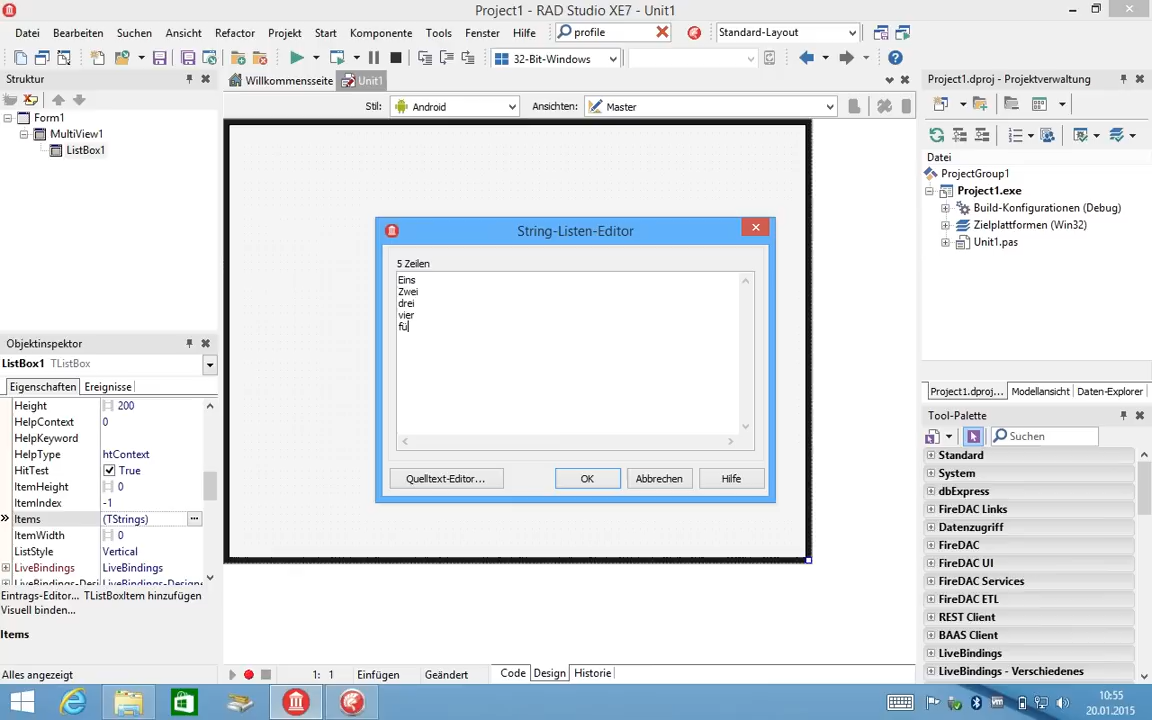 Project1 - RAD Studio XE7 - Unit1
Datei Bearbeiten Suchen Ansicht Refactor Projekt Start Komponente Tools Fenster Hilfe
profile
Standard-Layout
32-Bit-Windows
Struktur
Form1
MultiView1
ListBox1
Willkommensseite Unit1
Stil: Android Ansichten: Master
String-Listen-Editor
5 Zeilen
Eins
Zwei
drei
vier
fü
Quelltext-Editor... OK Abbrechen Hilfe
Objektinspektor
ListBox1 TListBox
Eigenschaften Ereignisse
Height 200
HelpContext 0
HelpKeyword
HelpType htContext
HitTest True
ItemHeight 0
ItemIndex -1
Items (TStrings) ...
ItemWidth 0
ListStyle Vertical
LiveBindings LiveBindings
LiveBindings-Desi LiveBindings-Designe
Eintrags-Editor... TListBoxItem hinzufügen
Visuell binden...
Items
Alles angezeigt
1: 1 Einfügen Geändert Code Design Historie
Project1.dproj - Projektverwaltung
Datei
ProjectGroup1
Project1.exe
Build-Konfigurationen (Debug)
Zielplattformen (Win32)
Unit1.pas
Project1.dproj... Modellansicht Daten-Explorer
Tool-Palette
Suchen
Standard
System
dbExpress
FireDAC Links
Datenzugriff
FireDAC
FireDAC UI
FireDAC Services
FireDAC ETL
REST Client
BAAS Client
LiveBindings
LiveBindings - Verschiedenes
10:55
20.01.2015